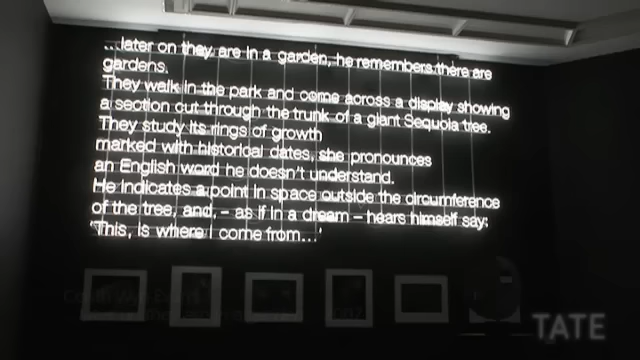 ...later on they are in a garden, he remembers there are
gardens.
They walk in the park and come across a display showing
a section cut through the trunk of a giant Sequoia tree.
They study its rings of growth
marked with historical dates, she pronounces
an English word he doesn't understand.
He indicates a point in space outside the circumference
of the tree, and, – as if in a dream – hears himself say;
'This, is where I come from...'
TATE